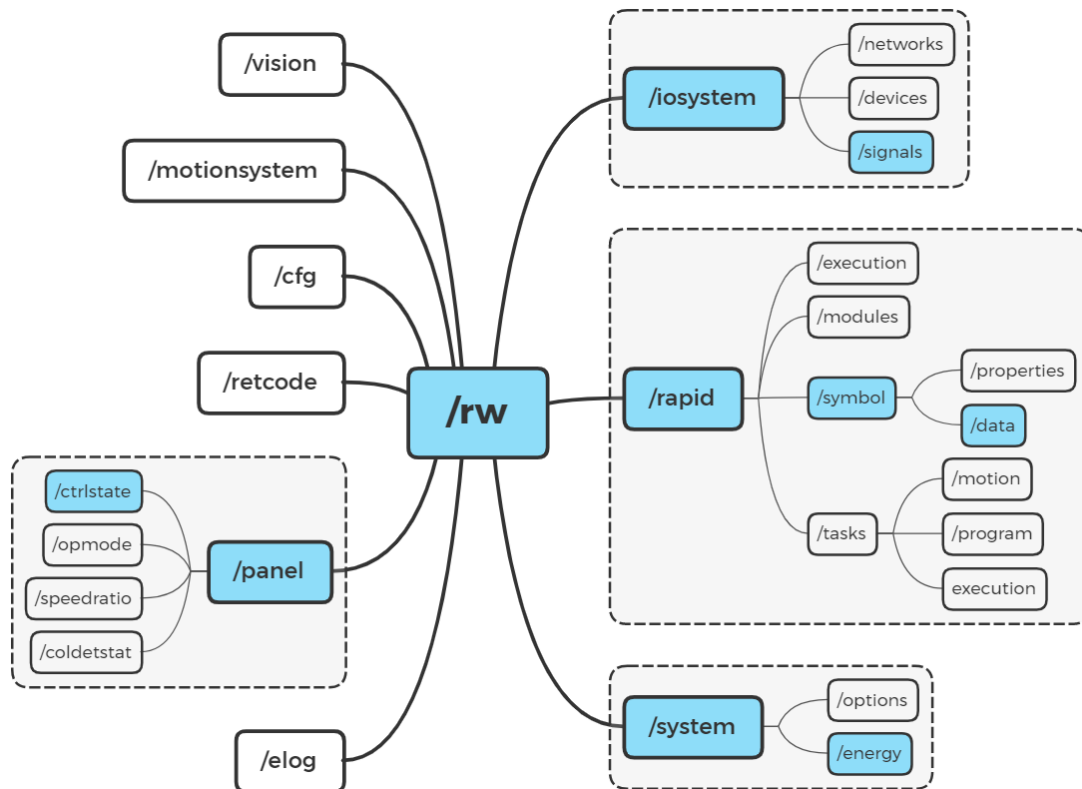 /vision
/motionsystem
/cfg
/retcode
/rw
/ctrlstate
/opmode
/speedratio
/coldetstat
/panel
/elog
/iosystem
/networks
/devices
/signals
/rapid
/execution
/modules
/symbol
/properties
/data
/tasks
/motion
/program
execution
/system
/options
/energy